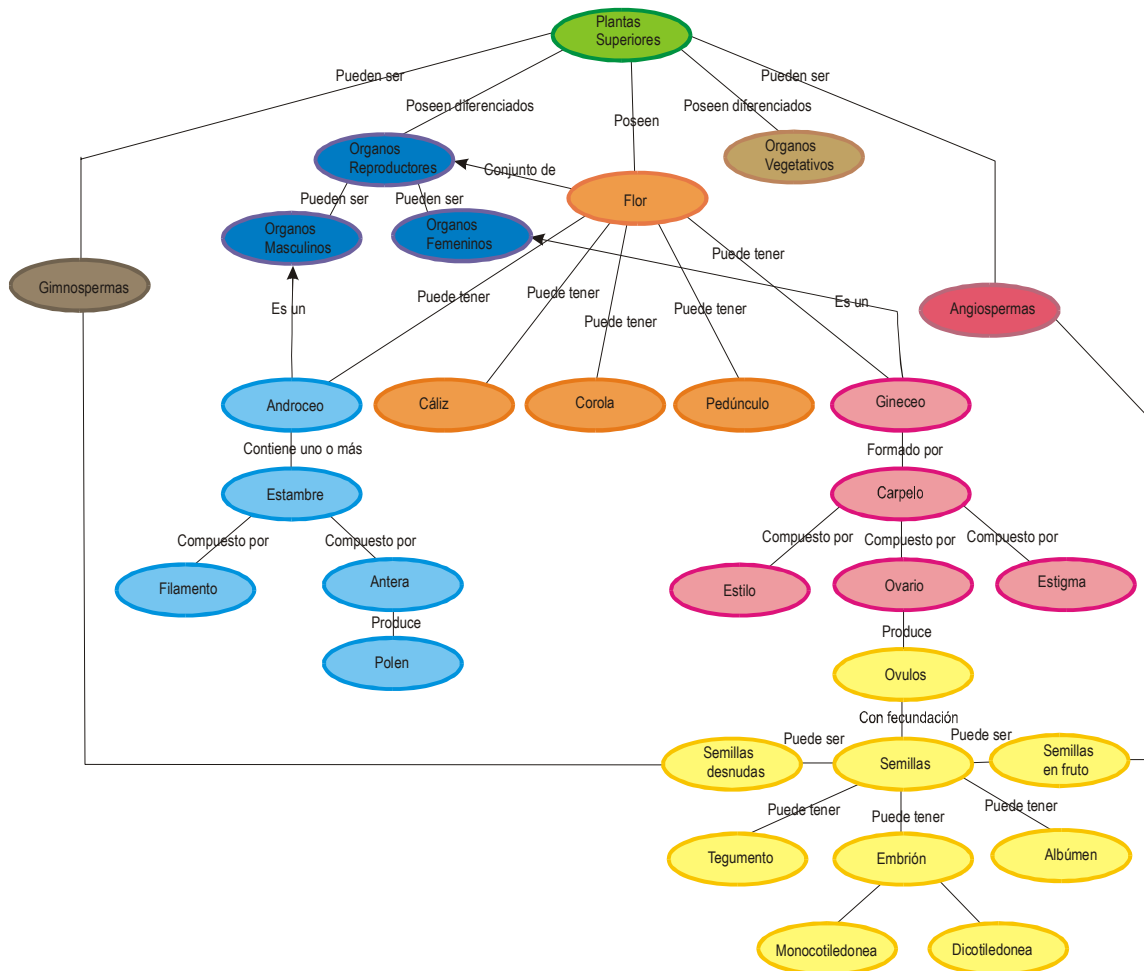 Plantas
Superiores
Pueden ser
Pueden ser
Poseen diferenciados
Poseen diferenciados
Poseen
Organos
Reproductores
Organos
Vegetativos
Conjunto de
Pueden ser
Pueden ser
Flor
Organos
Masculinos
Organos
Femeninos
Puede tener
Gimnospermas
Puede tener
Puede tener
Es un
Es un
Angiospermas
Puede tener
Puede tener
Androceo
Cáliz
Corola
Pedúnculo
Gineceo
Contiene uno o más
Formado por
Estambre
Carpelo
Compuesto por
Compuesto por
Compuesto por
Compuesto por
Compuesto por
Filamento
Antera
Estilo
Ovario
Estigma
Produce
Produce
Polen
Ovulos
Con fecundación
Puede ser
Puede ser
Semillas
desnudas
Semillas
Semillas
en fruto
Puede tener
Puede tener
Puede tener
Tegumento
Embrión
Albúmen
Monocotiledonea
Dicotiledonea